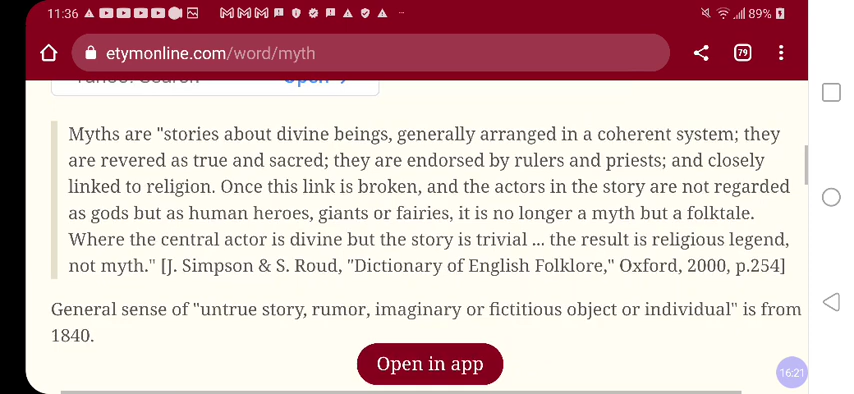 11:36
89%
etymonline.com/word/myth
79
Myths are "stories about divine beings, generally arranged in a coherent system; they
are revered as true and sacred; they are endorsed by rulers and priests; and closely
linked to religion. Once this link is broken, and the actors in the story are not regarded
as gods but as human heroes, giants or fairies, it is no longer a myth but a folktale.
Where the central actor is divine but the story is trivial ... the result is religious legend,
not myth." [J. Simpson & S. Roud, "Dictionary of English Folklore," Oxford, 2000, p.254]
General sense of "untrue story, rumor, imaginary or fictitious object or individual" is from
1840.
Open in app
16:21